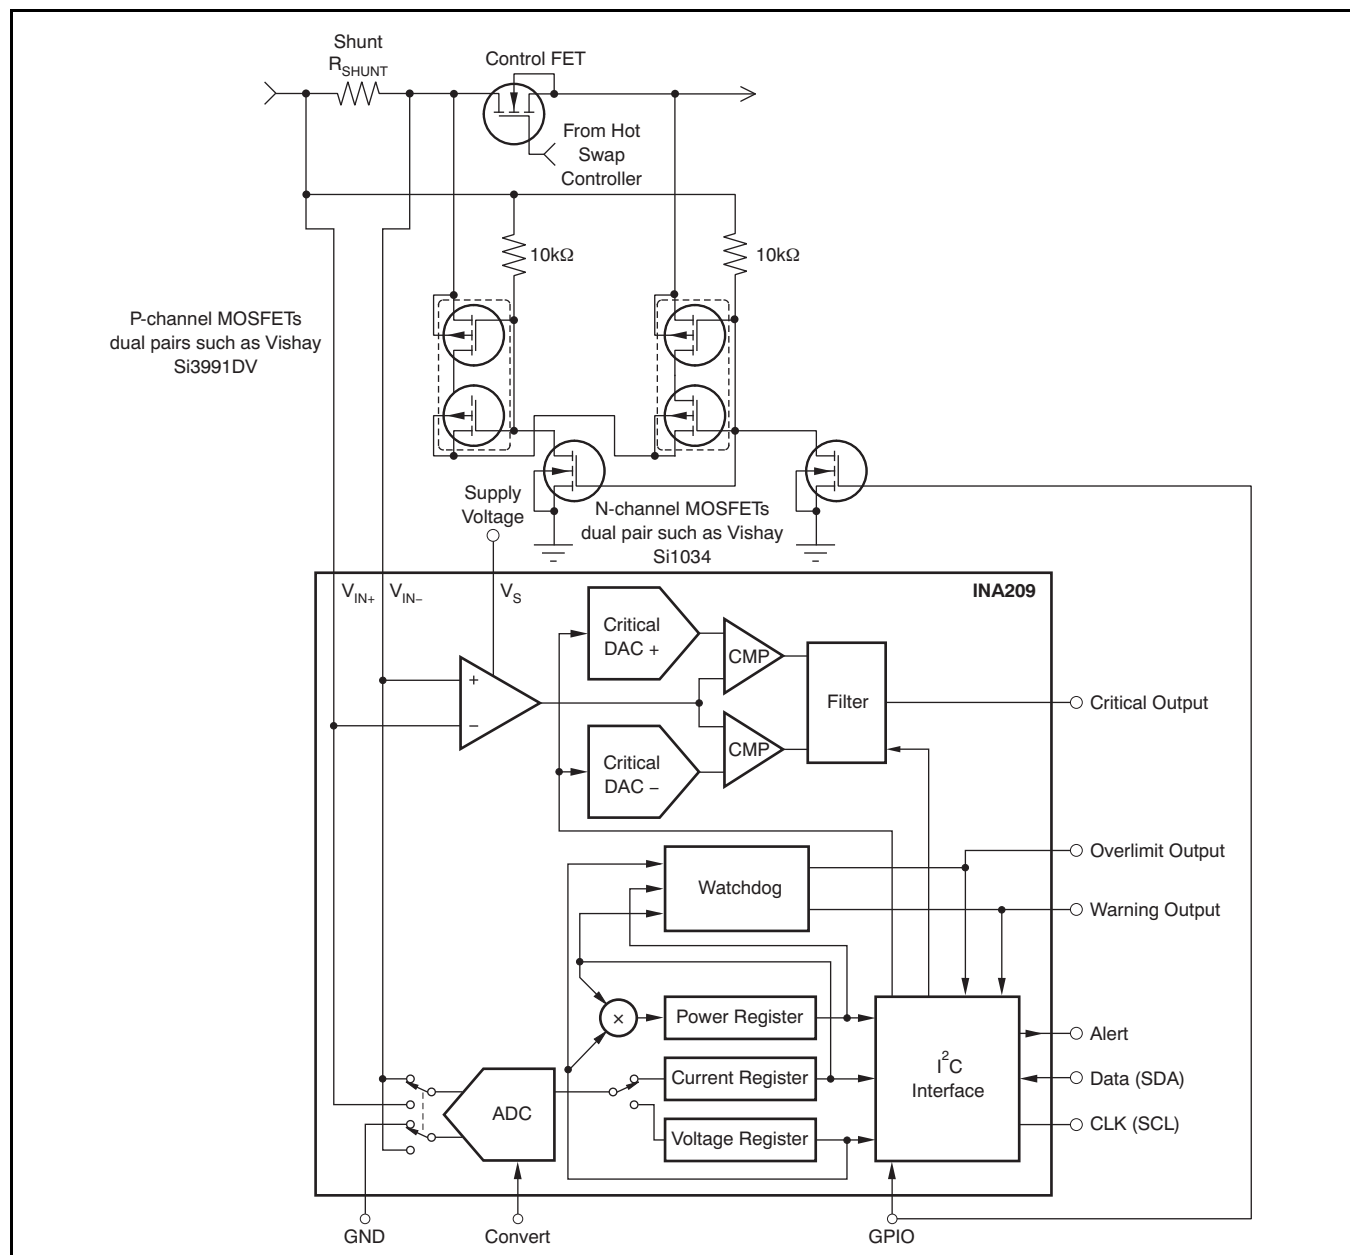 Shunt
R_SHUNT
Control FET
From Hot
Swap
Controller
10kΩ
10kΩ
P-channel MOSFETs
dual pairs such as Vishay
Si3991DV
Supply
Voltage
N-channel MOSFETs
dual pair such as Vishay
Si1034
V_IN+
V_IN−
V_S
INA209
Critical
DAC +
CMP
Filter
Critical Output
+
−
Critical
DAC −
CMP
Overlimit Output
Watchdog
Warning Output
×
Power Register
Alert
Current Register
I²C
Interface
Data (SDA)
ADC
CLK (SCL)
Voltage Register
GND
Convert
GPIO